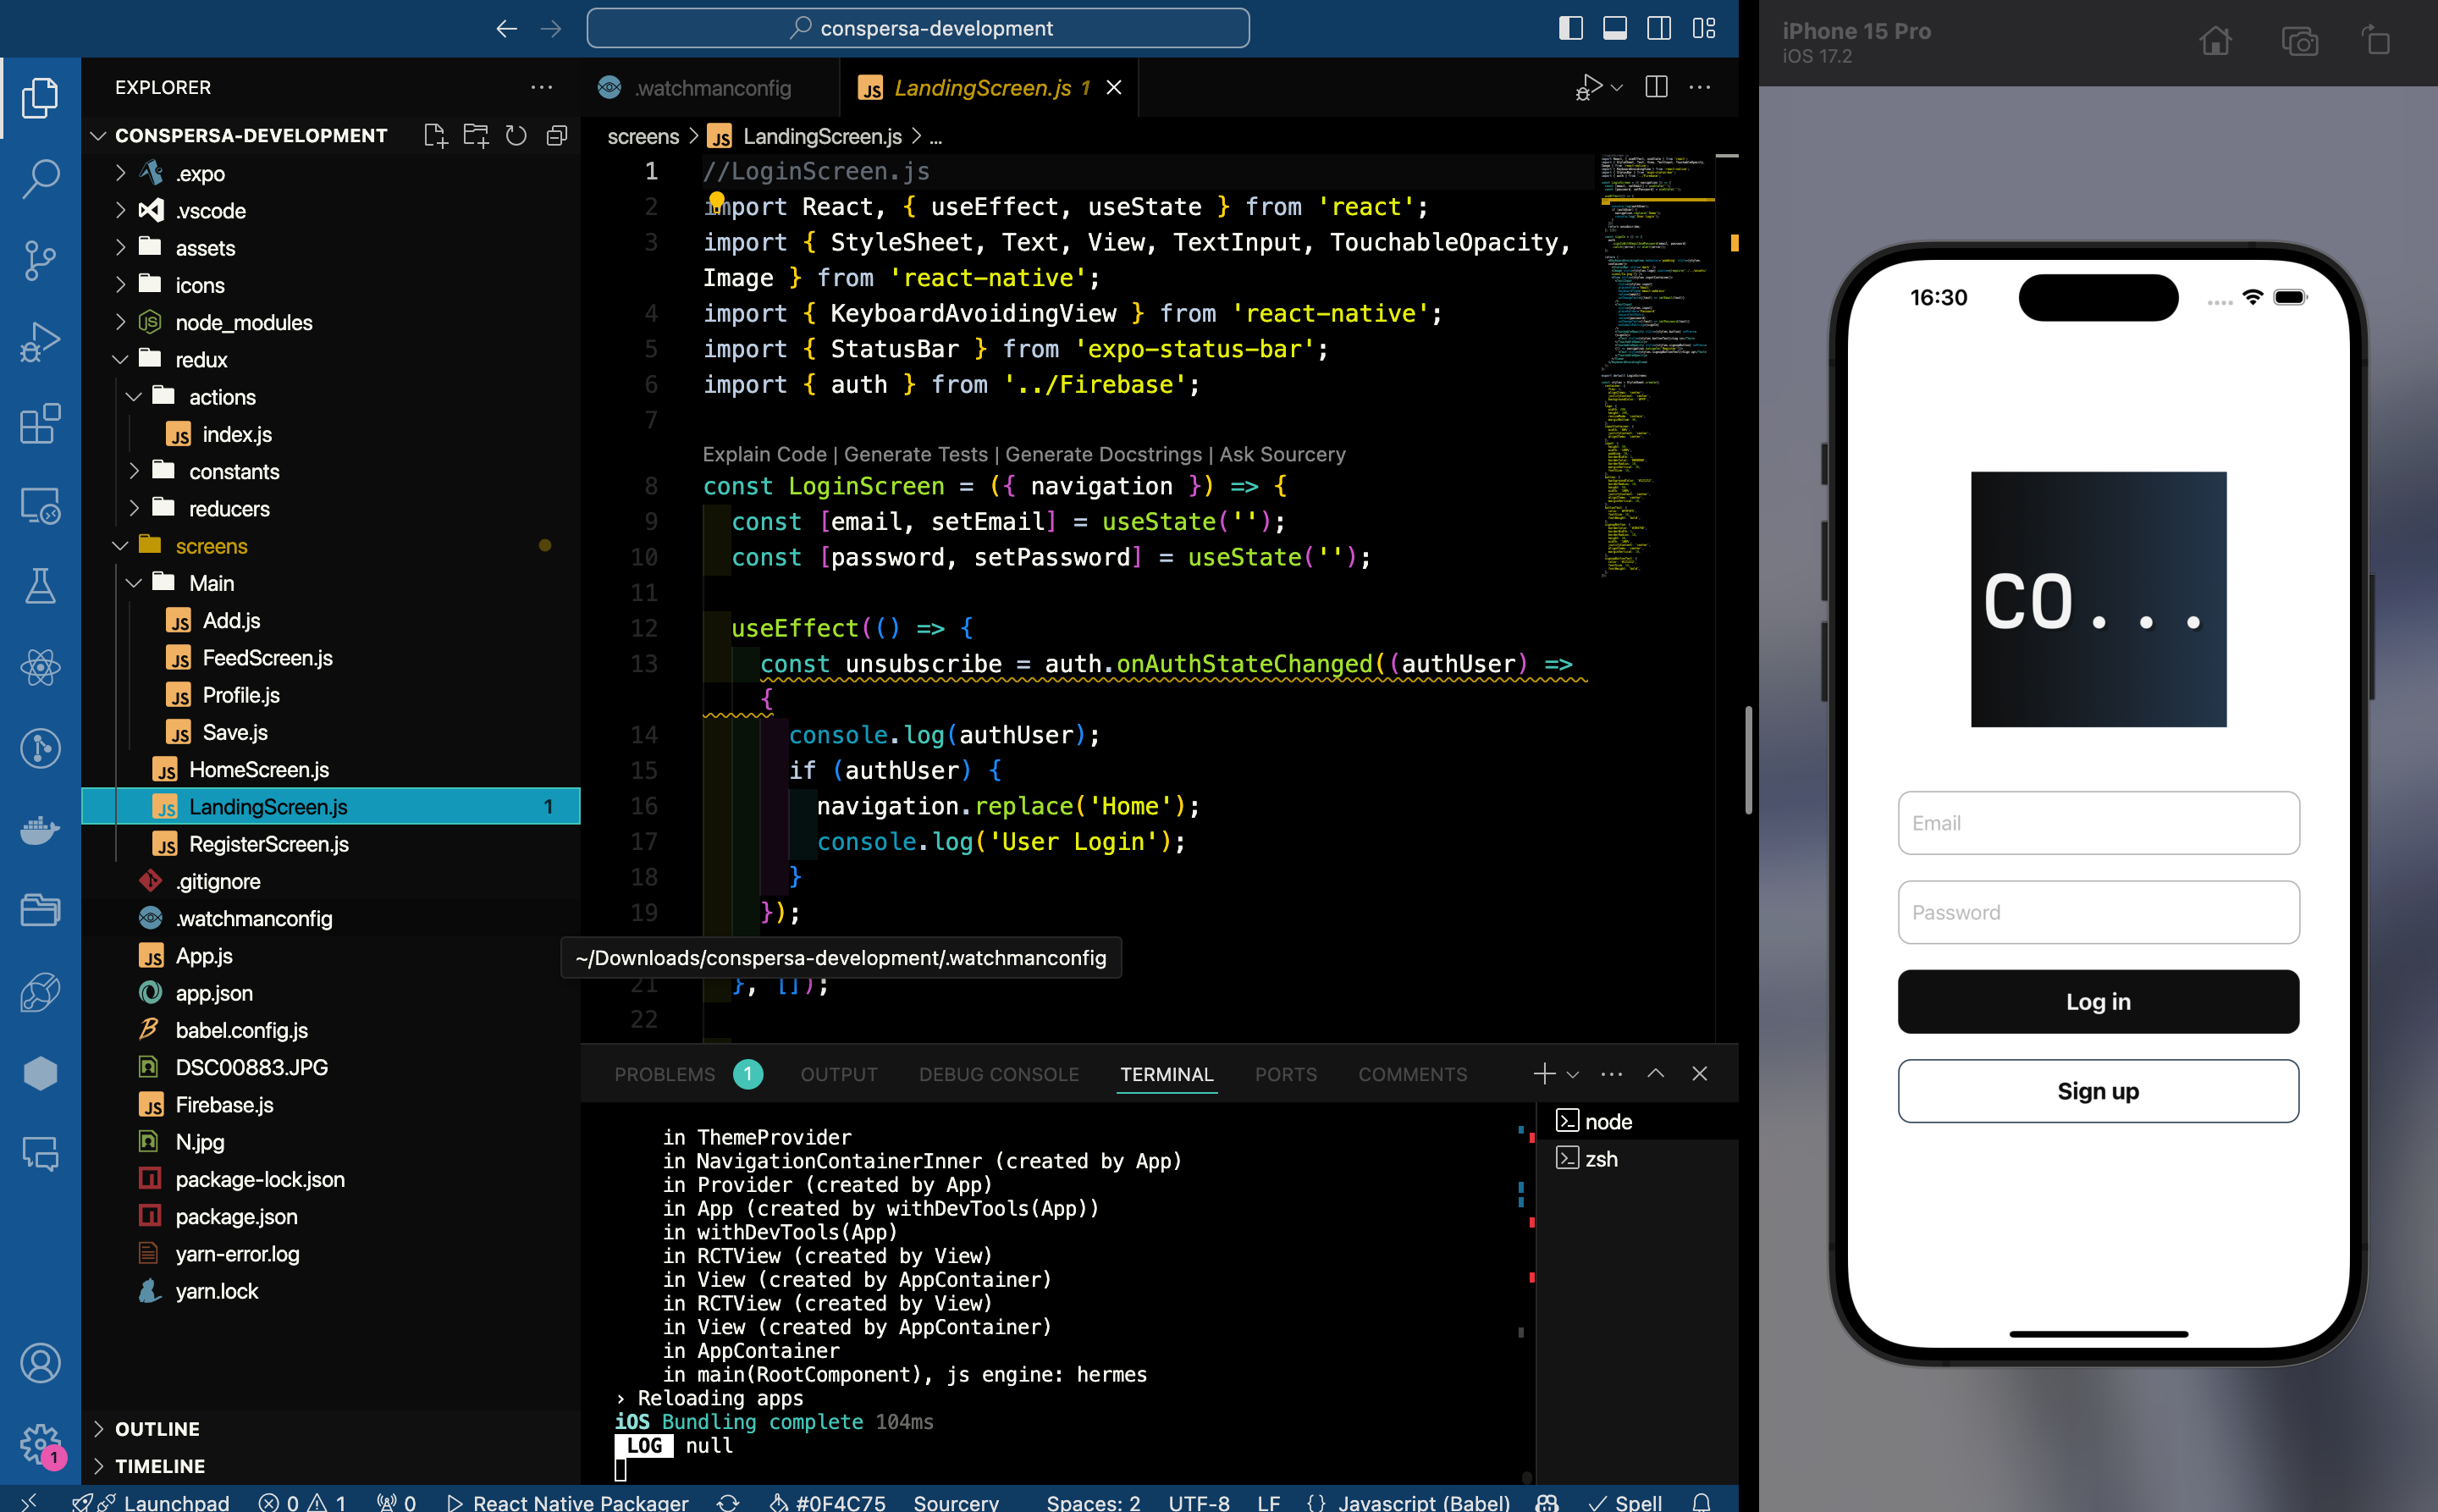 conspersa-development
EXPLORER
CONSPERSA-DEVELOPMENT
.expo
.vscode
assets
icons
node_modules
redux
actions
index.js
constants
reducers
screens
Main
Add.js
FeedScreen.js
Profile.js
Save.js
HomeScreen.js
LandingScreen.js 1
RegisterScreen.js
.gitignore
.watchmanconfig
App.js
app.json
babel.config.js
DSC00883.JPG
Firebase.js
N.jpg
package-lock.json
package.json
yarn-error.log
yarn.lock
OUTLINE
TIMELINE
1
.watchmanconfig
LandingScreen.js 1
screens > LandingScreen.js > ...
1 //LoginScreen.js
2 import React, { useEffect, useState } from 'react';
3 import { StyleSheet, Text, View, TextInput, TouchableOpacity,
Image } from 'react-native';
4 import { KeyboardAvoidingView } from 'react-native';
5 import { StatusBar } from 'expo-status-bar';
6 import { auth } from '../Firebase';
7
Explain Code | Generate Tests | Generate Docstrings | Ask Sourcery
8 const LoginScreen = ({ navigation }) => {
9 const [email, setEmail] = useState('');
10 const [password, setPassword] = useState('');
11
12 useEffect(() => {
13 const unsubscribe = auth.onAuthStateChanged((authUser) =>
{
14 console.log(authUser);
15 if (authUser) {
16 navigation.replace('Home');
17 console.log('User Login');
18 }
19 });
~/Downloads/conspersa-development/.watchmanconfig
21 }, []);
22
PROBLEMS 1 OUTPUT DEBUG CONSOLE TERMINAL PORTS COMMENTS
in ThemeProvider
in NavigationContainerInner (created by App)
in Provider (created by App)
in App (created by withDevTools(App))
in withDevTools(App)
in RCTView (created by View)
in View (created by AppContainer)
in RCTView (created by View)
in View (created by AppContainer)
in AppContainer
in main(RootComponent), js engine: hermes
› Reloading apps
iOS Bundling complete 104ms
LOG null
node
zsh
Launchpad 0 1 0 React Native Packager #0F4C75 Sourcery Spaces: 2 UTF-8 LF {} Javascript (Babel) Spell
iPhone 15 Pro
iOS 17.2
16:30
CO...
Email
Password
Log in
Sign up